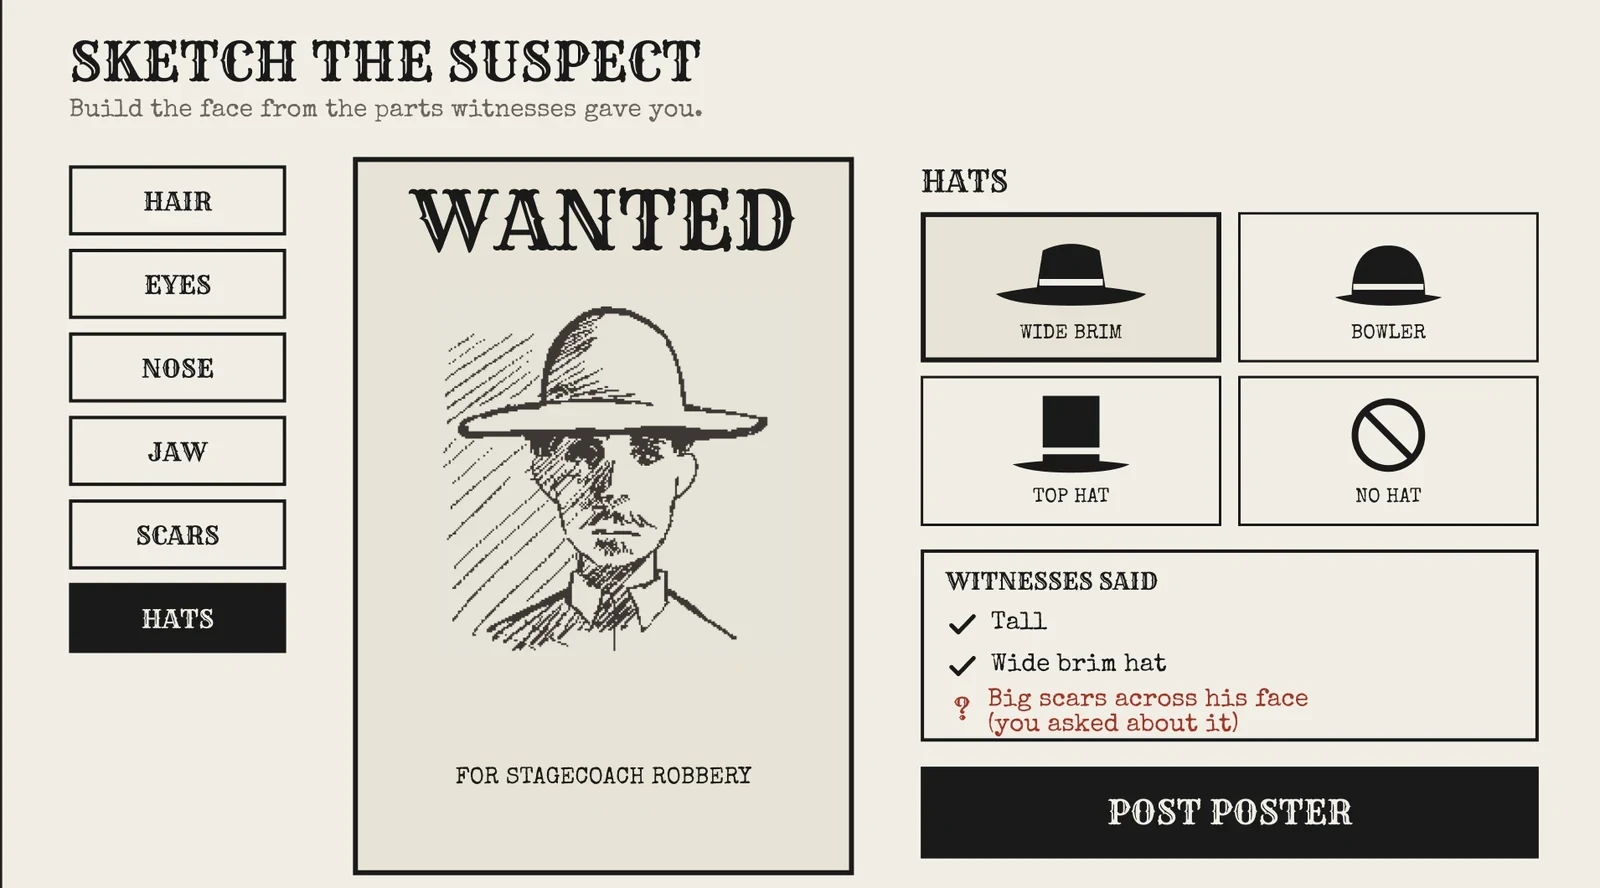 SKETCH THE SUSPECT
Build the face from the parts witnesses gave you.
HAIR
EYES
NOSE
JAW
SCARS
HATS
WANTED
FOR STAGECOACH ROBBERY
HATS
WIDE BRIM
BOWLER
TOP HAT
NO HAT
WITNESSES SAID
Tall
Wide brim hat
? Big scars across his face
(you asked about it)
POST POSTER